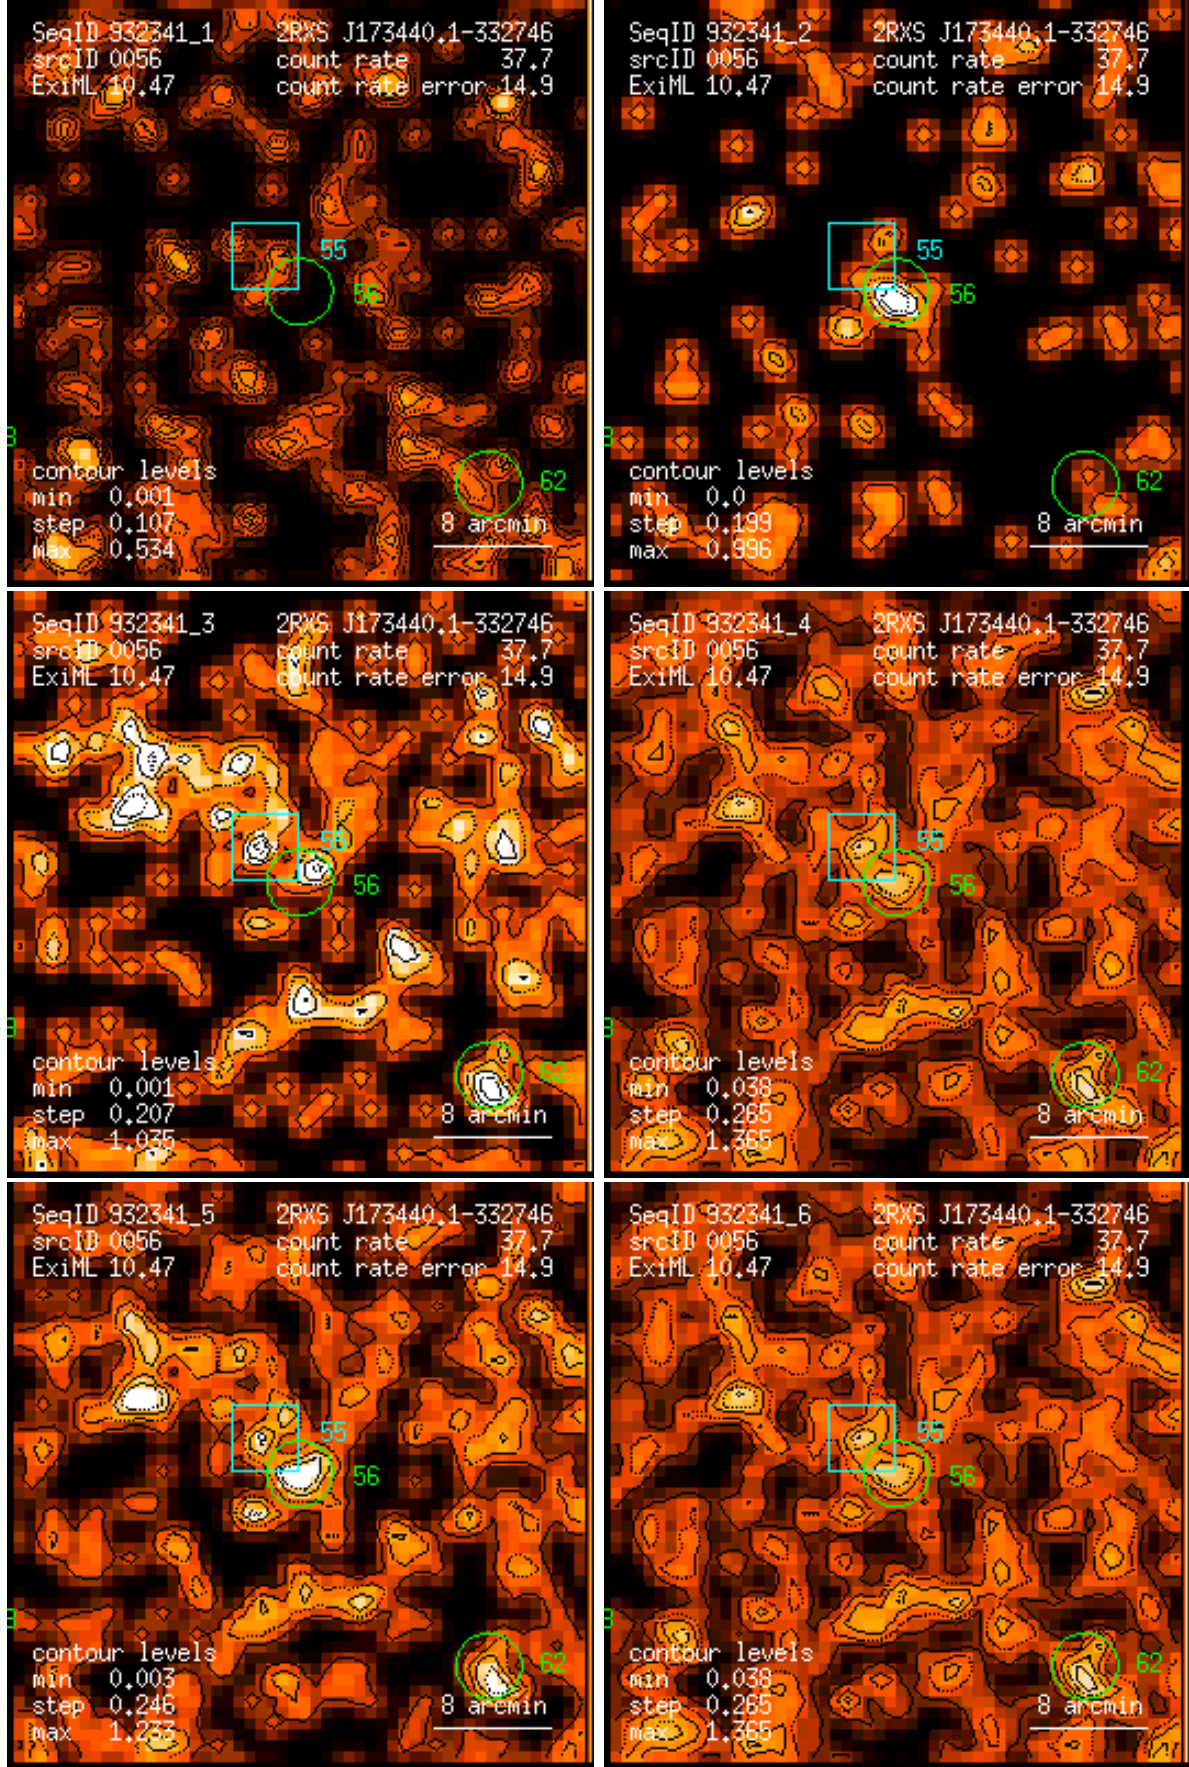 SeqID 932341_1 2RXS J173440.1-332746
srcID 0056 count rate 37.7
ExiML 10.47 count rate error 14.9
55
56
62
contour levels
min 0.001
step 0.107
max 0.534
8 arcmin
SeqID 932341_2 2RXS J173440.1-332746
srcID 0056 count rate 37.7
ExiML 10.47 count rate error 14.9
55
56
62
contour levels
min 0.0
step 0.199
max 0.996
8 arcmin
SeqID 932341_3 2RXS J173440.1-332746
srcID 0056 count rate 37.7
ExiML 10.47 count rate error 14.9
55
56
62
contour levels
min 0.001
step 0.207
max 1.035
8 arcmin
SeqID 932341_4 2RXS J173440.1-332746
srcID 0056 count rate 37.7
ExiML 10.47 count rate error 14.9
55
56
62
contour levels
min 0.038
step 0.265
max 1.365
8 arcmin
SeqID 932341_5 2RXS J173440.1-332746
srcID 0056 count rate 37.7
ExiML 10.47 count rate error 14.9
55
56
62
contour levels
min 0.003
step 0.246
max 1.233
8 arcmin
SeqID 932341_6 2RXS J173440.1-332746
srcID 0056 count rate 37.7
ExiML 10.47 count rate error 14.9
55
56
62
contour levels
min 0.038
step 0.265
max 1.365
8 arcmin